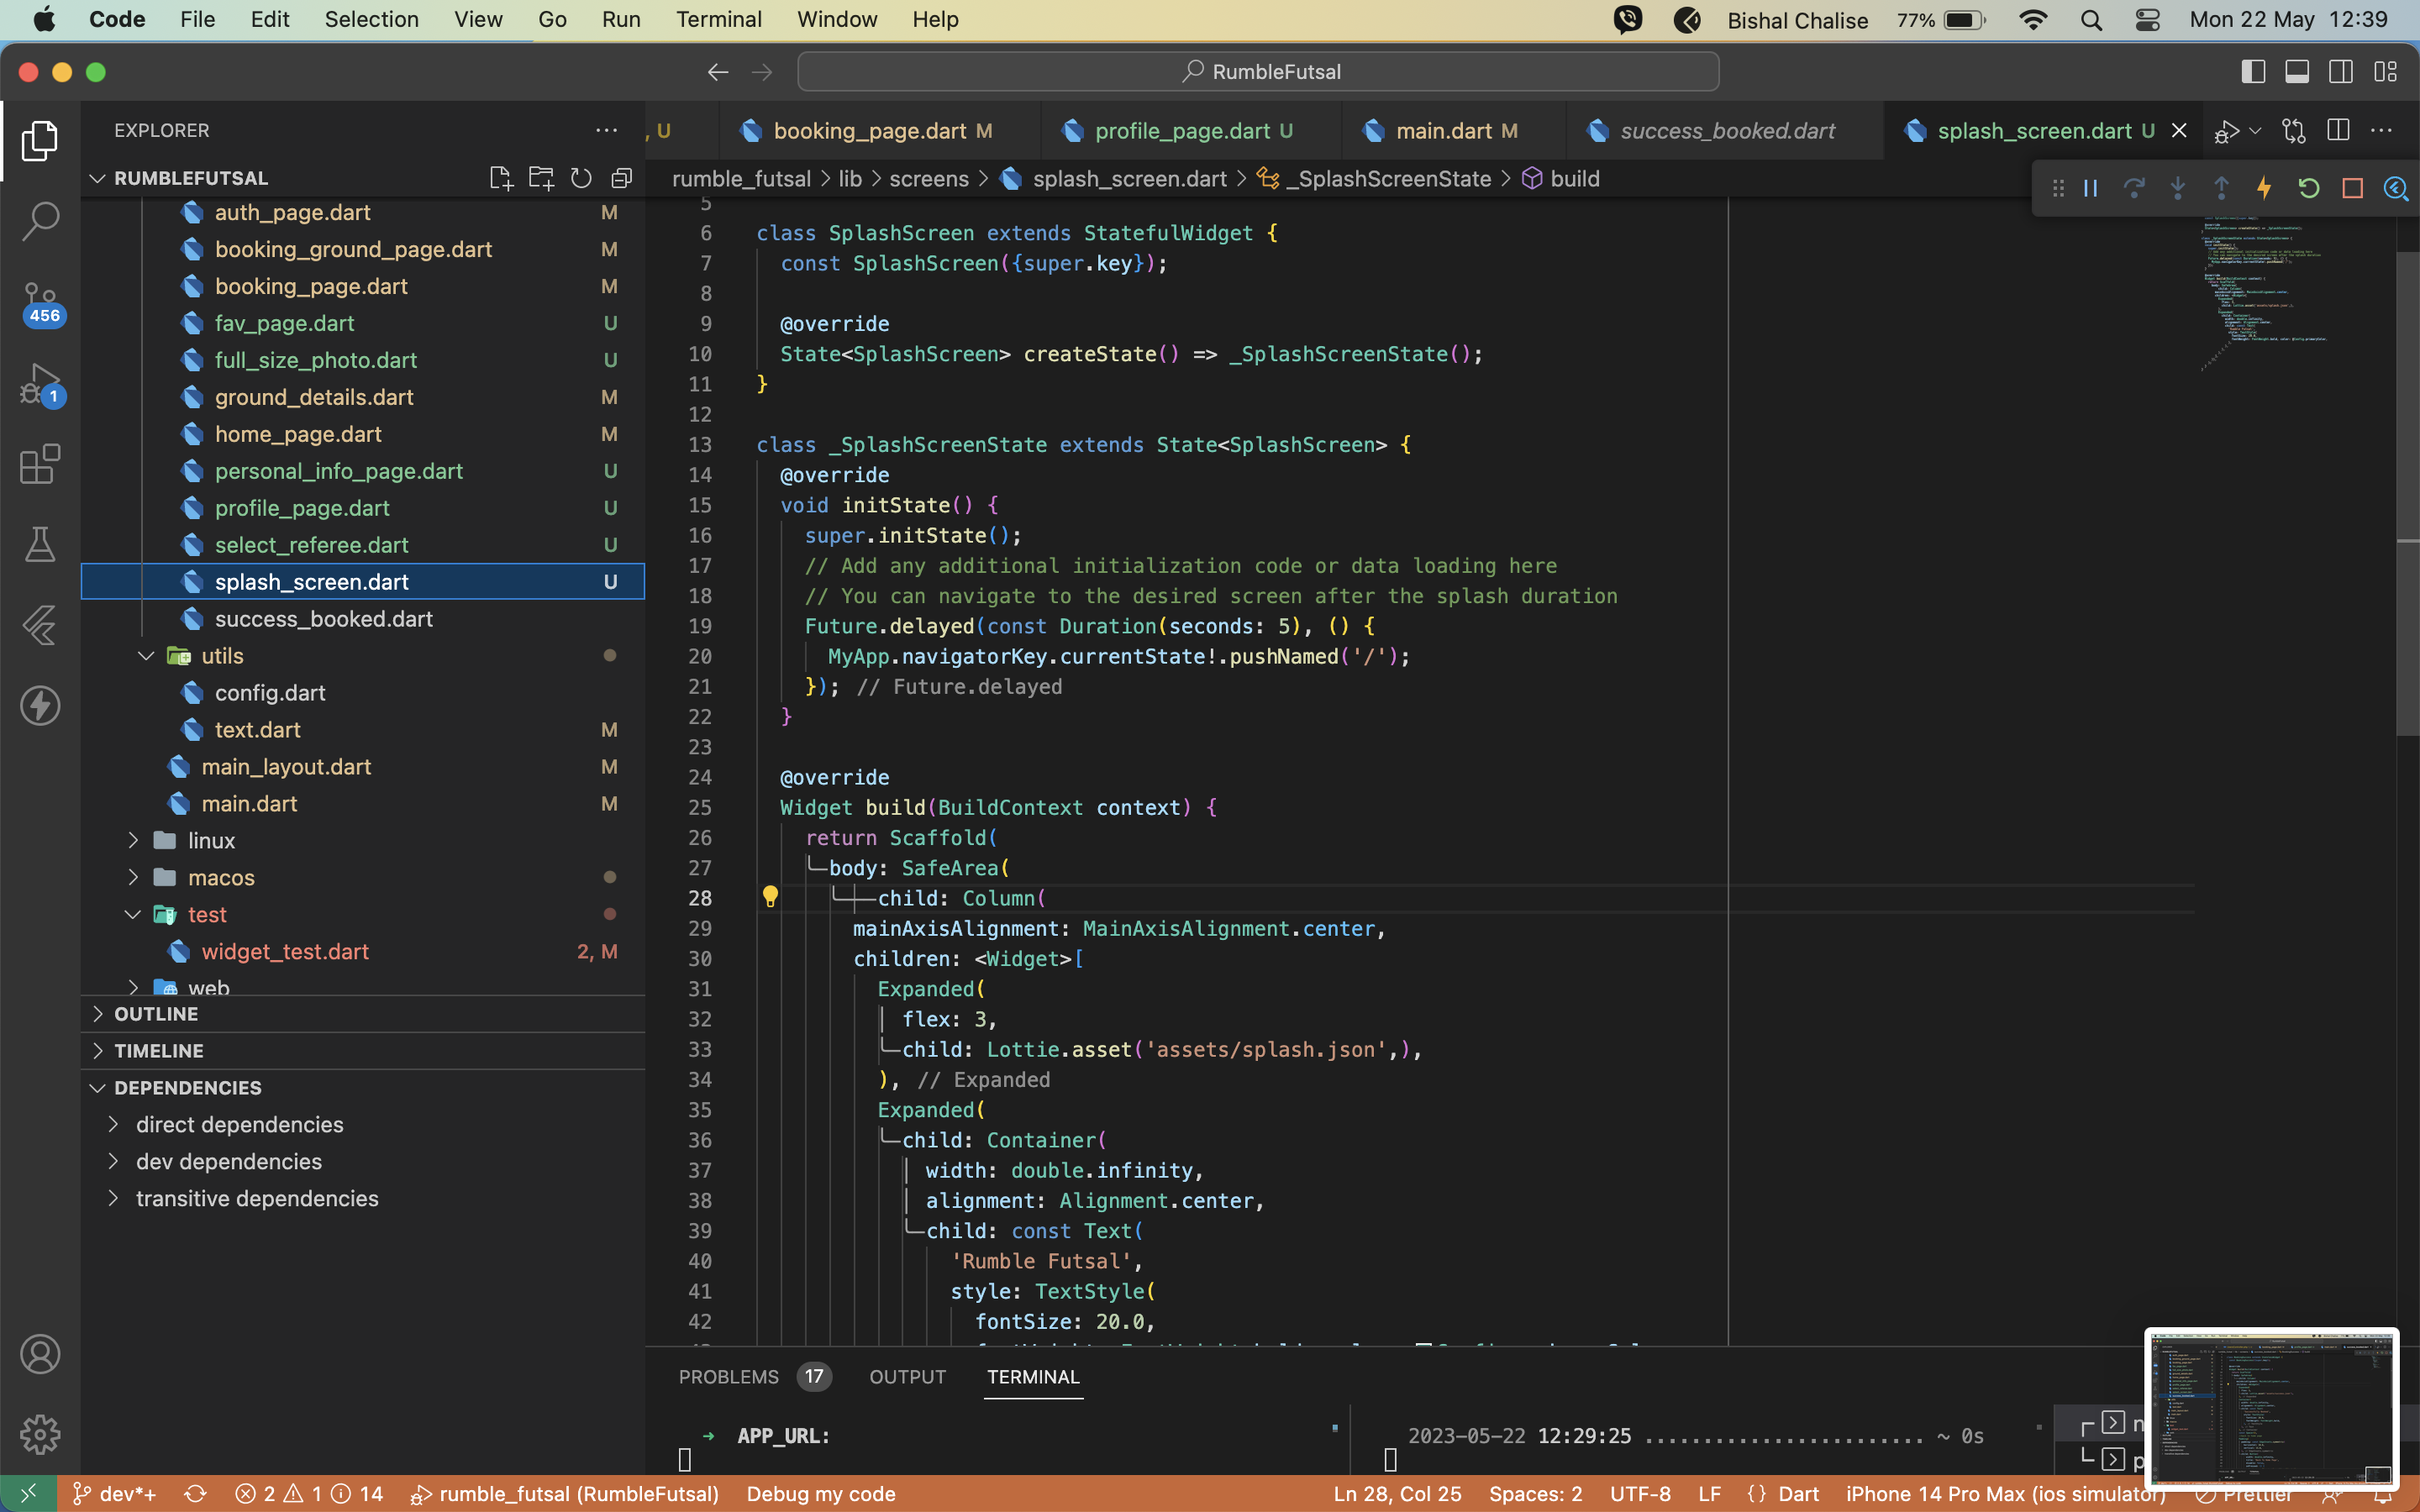 Code File Edit Selection View Go Run Terminal Window Help Bishal Chalise 77% Mon 22 May 12:39
RumbleFutsal
EXPLORER
RUMBLEFUTSAL
auth_page.dart M
booking_ground_page.dart M
booking_page.dart M
fav_page.dart U
full_size_photo.dart U
ground_details.dart M
home_page.dart M
personal_info_page.dart U
profile_page.dart U
select_referee.dart U
splash_screen.dart U
success_booked.dart
utils
config.dart
text.dart M
main_layout.dart M
main.dart M
linux
macos
test
widget_test.dart 2, M
web
OUTLINE
TIMELINE
DEPENDENCIES
direct dependencies
dev dependencies
transitive dependencies
456
1
, U booking_page.dart M profile_page.dart U main.dart M success_booked.dart splash_screen.dart U
rumble_futsal > lib > screens > splash_screen.dart > _SplashScreenState > build
5
6 class SplashScreen extends StatefulWidget {
7 const SplashScreen({super.key});
8
9 @override
10 State<SplashScreen> createState() => _SplashScreenState();
11 }
12
13 class _SplashScreenState extends State<SplashScreen> {
14 @override
15 void initState() {
16 super.initState();
17 // Add any additional initialization code or data loading here
18 // You can navigate to the desired screen after the splash duration
19 Future.delayed(const Duration(seconds: 5), () {
20 MyApp.navigatorKey.currentState!.pushNamed('/');
21 }); // Future.delayed
22 }
23
24 @override
25 Widget build(BuildContext context) {
26 return Scaffold(
27 body: SafeArea(
28 child: Column(
29 mainAxisAlignment: MainAxisAlignment.center,
30 children: <Widget>[
31 Expanded(
32 flex: 3,
33 child: Lottie.asset('assets/splash.json',),
34 ), // Expanded
35 Expanded(
36 child: Container(
37 width: double.infinity,
38 alignment: Alignment.center,
39 child: const Text(
40 'Rumble Futsal',
41 style: TextStyle(
42 fontSize: 20.0,
PROBLEMS 17 OUTPUT TERMINAL
→ APP_URL:
2023-05-22 12:29:25 ....................... ~ 0s
n
p
dev*+ 2 1 14 rumble_futsal (RumbleFutsal) Debug my code Ln 28, Col 25 Spaces: 2 UTF-8 LF {} Dart iPhone 14 Pro Max (ios simulator) Prettier